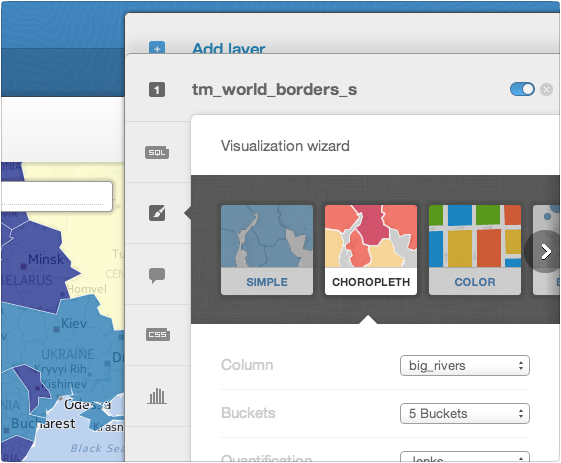 Add layer
1
tm_world_borders_s
SQL
Visualization wizard
SIMPLE
CHOROPLETH
COLOR
CSS
Column
big_rivers
Buckets
5 Buckets
Quantification
Jenks
Minsk
BELARUS
Homyel
Kiev
UKRAINE
Kryvyi Rih
Kishinev
Odessa
Bucharest
Black Sea